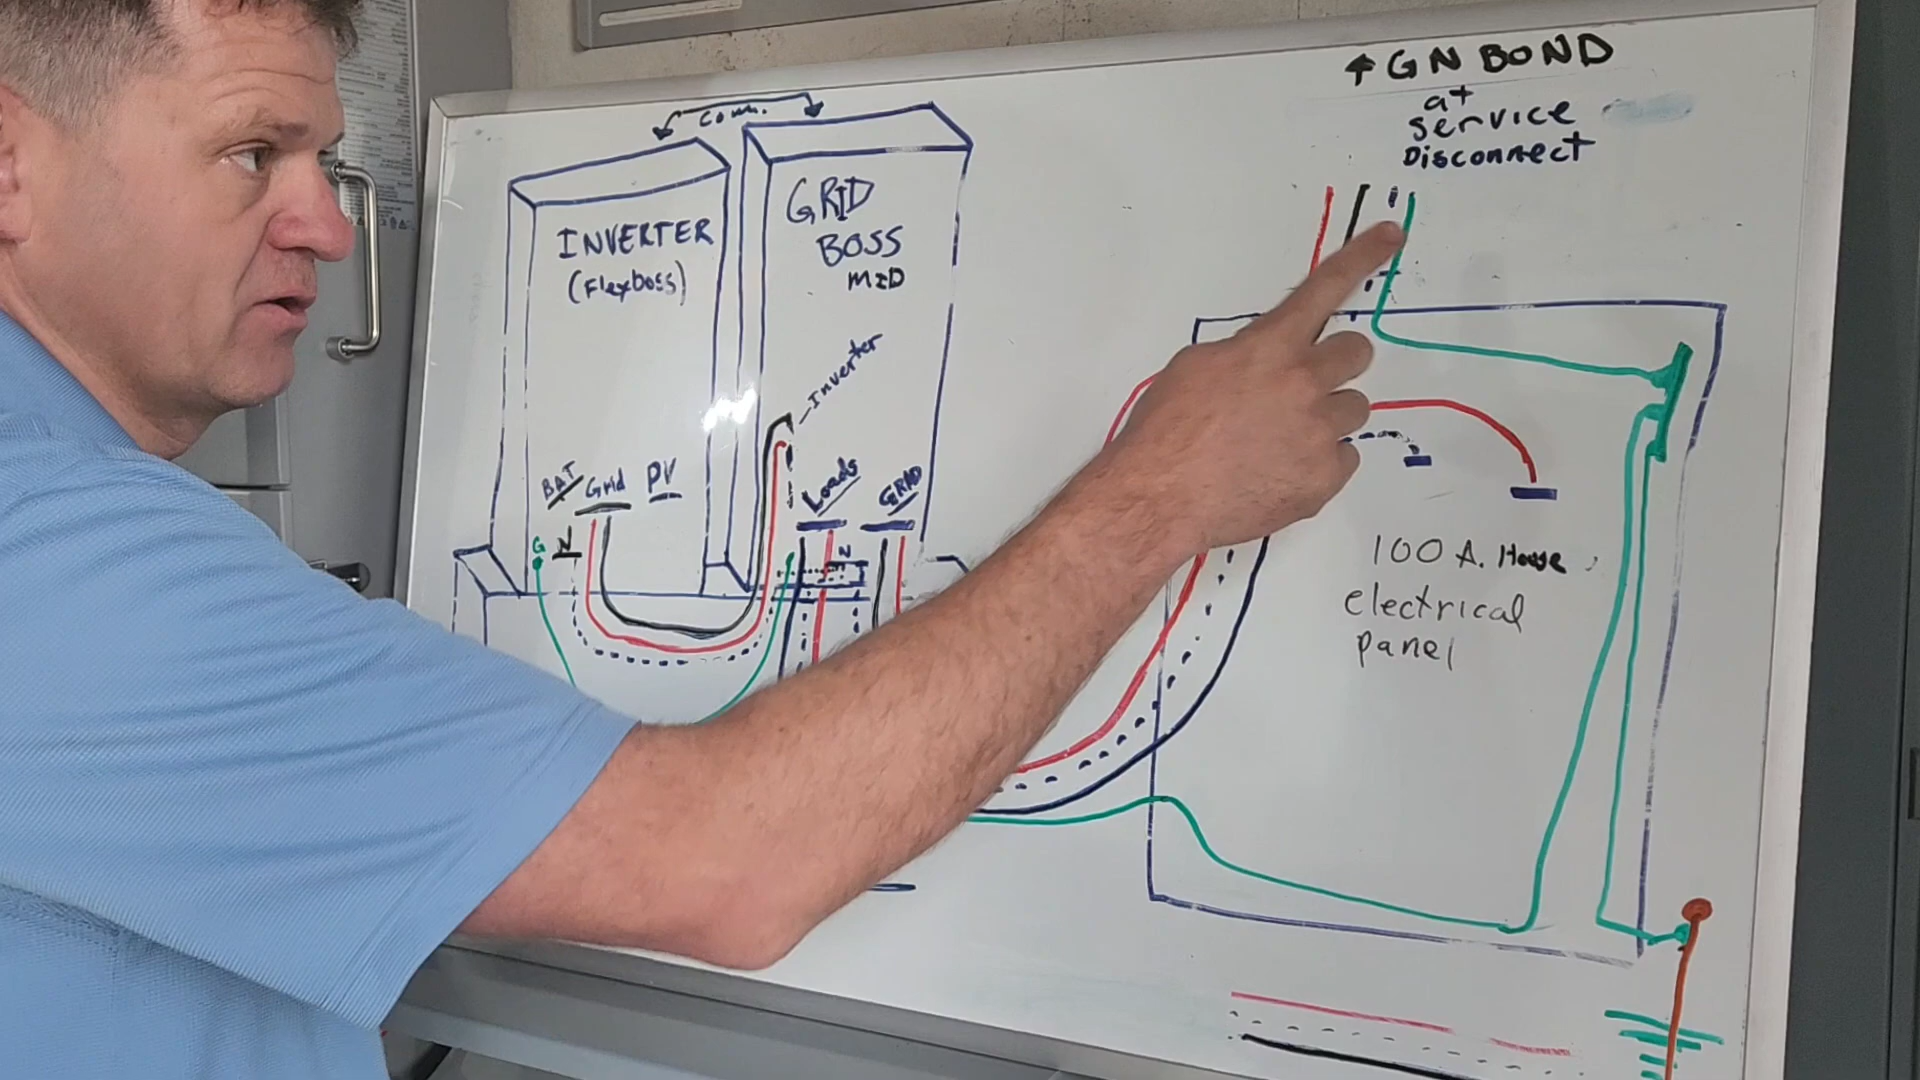 Comm.
INVERTER
(Flexboss)
GRID
BOSS
MID
Inverter
BAT Grid PV
G N
Loads GRID
N
↑ GN BOND
at
Service
Disconnect
100 A. House
electrical
panel